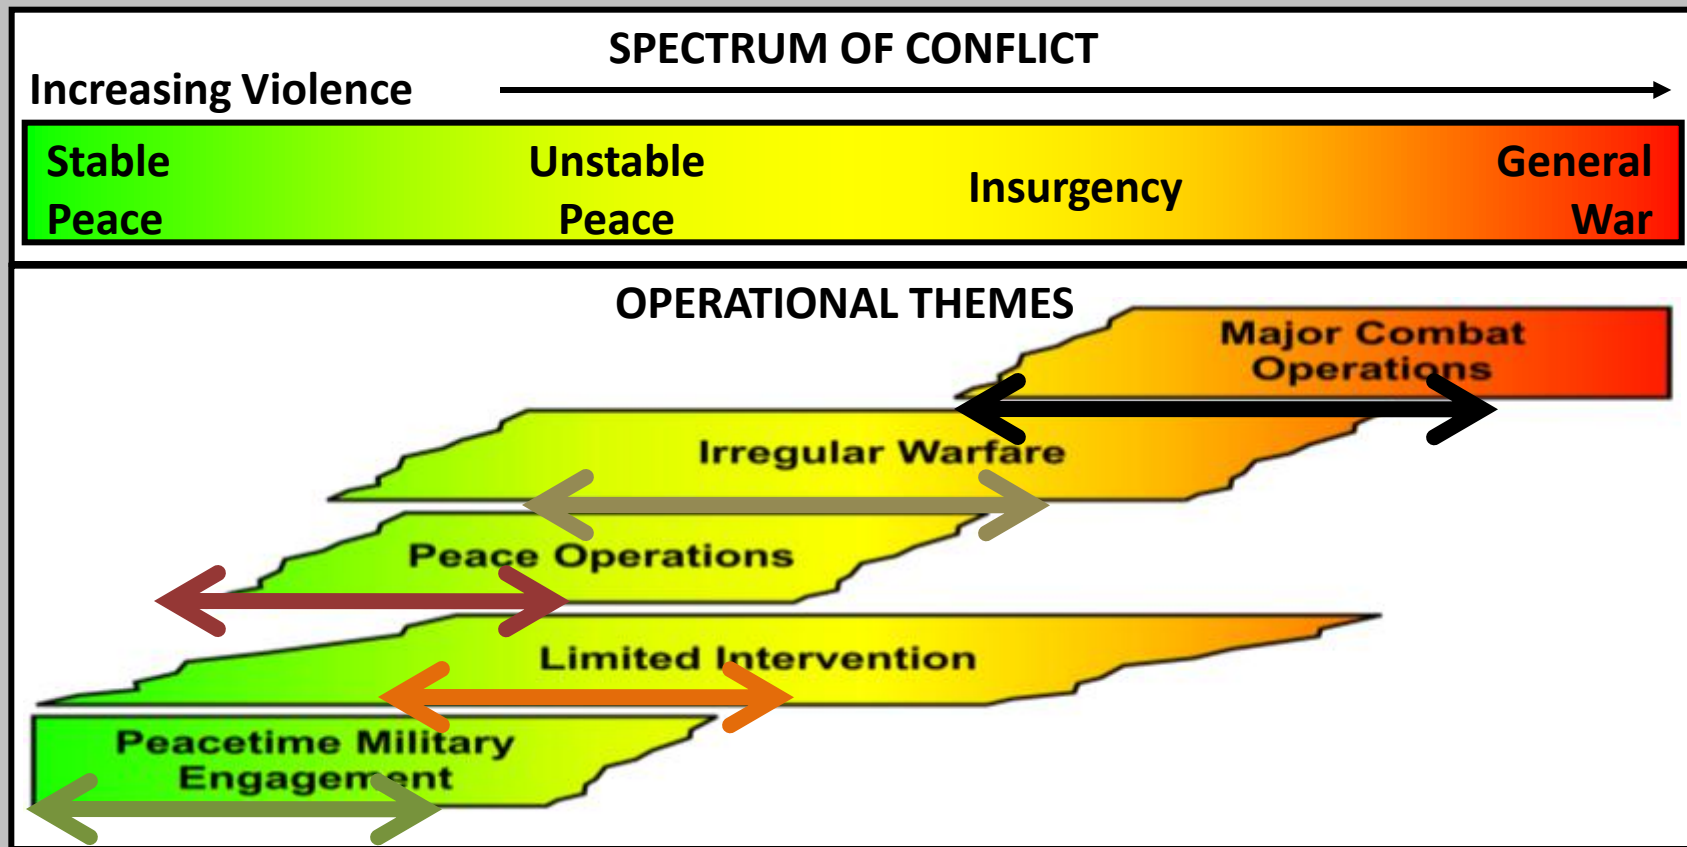 SPECTRUM OF CONFLICT
Increasing Violence
Stable
Peace
Unstable
Peace
Insurgency
General
War
OPERATIONAL THEMES
Major Combat
Operations
Irregular Warfare
Peace Operations
Limited Intervention
Peacetime Military
Engagement